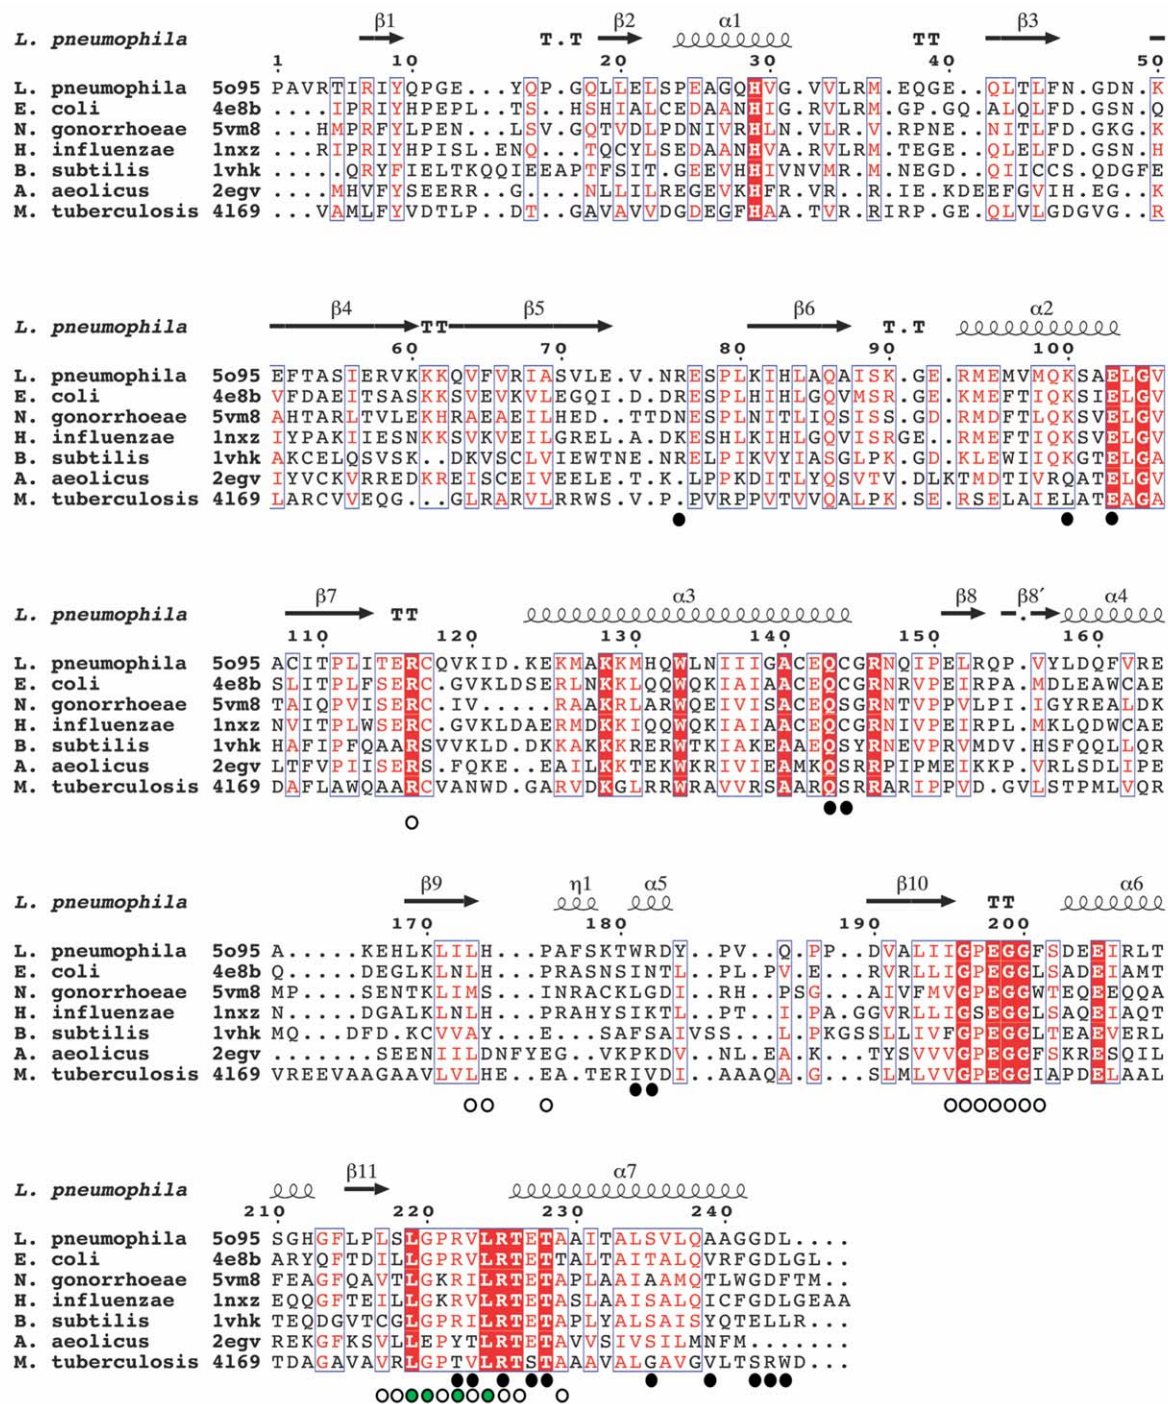 β1 β2 α1 β3
L. pneumophila T.T TT
1 10 20 30 40 50
L. pneumophila 5o95 PAVRTIRIYQPGE...YQP.GQLLELSPEAGQHVG.VVLRM.EQGE..QLTLFN.GDN.K
E. coli 4e8b ....IPRIYHPEPL.TS..HSHIALCEDAANHIG.RVLRMGP.GQ.ALQLFD.GSN.Q
N. gonorrhoeae 5vm8 ...HMPRFYLPEN...LSV.GQTVDLPDNIVRHLN.VLR.V.RPNE..NITLFD.GKG.K
H. influenzae 1nxz ...RIPRIYHPISL.ENQ...TQCYLSEDAANHVA.RVLRMTEGE..QLELFD.GSN.H
B. subtilis 1vhk .....QRYFIELTKQQIEEAPTFSIT.GEEVHHIVNVMR.MNEGD..QIICCS.QDGFE
A. aeolicus 2egv ....MHVFYSEERR..G....NLLILREGEVKHFR.VR.RIE.KDEEFGVIH.EG..K
M. tuberculosis 4l69 ...VAMLFYVDTLP..DT..GAVAVVDGDEGFHAA.TVR.RIRP.GE.QLVLGDGVG..R
β4 β5 β6 α2
L. pneumophila TT T.T
60 70 80 90 100
L. pneumophila 5o95 EFTASIERVKKKQVFVRIASVLE.V.NRESPLKIHLAQAISK.GE.RMEMVMQKSAELGV
E. coli 4e8b VFDAEITSASKKSVEVKVLEGQI.D.DRESPLHIHLGQVMSR.GE.KMEFTIQKSIELGV
N. gonorrhoeae 5vm8 AHTARLTVLEKHRAEAEILHED.TTDNESPLNITLIQSISS.GD.RMDFTLQKSVELGV
H. influenzae 1nxz IYPAKIIESNKKSVKVEILGREL.A.DKESHLKIHLGQVISRGE..RMEFTIQKSVELGV
B. subtilis 1vhk AKCELQSVSK..DKVSCLVIEWTNE.NRELPIKVYIASGLPK.GD.KLEWIIQKGTELGA
A. aeolicus 2egv IYVCKVRREDKREISCEIVEELE.T.K.LPPKDITLYQSVTV.DLKTMDTIVRQATELGV
M. tuberculosis 4l69 LARCVVEQG..GLRARVLRRWS.V.P.PVRPPVTVVQALPK.SE.RSELAIELATEAGA
β7 α3 β8 β8′ α4
L. pneumophila TT
110 120 130 140 150 160
L. pneumophila 5o95 ACITPLITERCQVKID.KEKMAKKMHQWLNIIIGACEQCGRNQIPELRQP.VYLDQFVRE
E. coli 4e8b SLITPLFSERC.GVKLDSERLNKKLQQWQKIAIAACEQCGRNRVPEIRPA.MDLEAWCAE
N. gonorrhoeae 5vm8 TAIQPVISERC.IV.....RAAKRLARWQEIVISACEQSGRNTVPPVLPI.IGYREALDK
H. influenzae 1nxz NVITPLWSERC.GVKLDAERMDKKIQQWQKIAIAACEQCGRNIVPEIRPL.MKLQDWCAE
B. subtilis 1vhk HAFIPFQAARSVVKLD.DKKAKKKRERWTKIAKEAAEQSYRNEVPRVMDV.HSFQQLLQR
A. aeolicus 2egv LTFVPIISERS.FQKE..EAILKKTEKWKRIVIEAMKQSRRPIPMEIKKP.VRLSDLIPE
M. tuberculosis 4l69 DAFLAWQAARCVANWD.GARVDKGLRRWRAVVRSAARQSRRARIPPVD.GVLSTPMLVQR
β9 η1 α5 β10 α6
L. pneumophila TT
170 180 190 200
L. pneumophila 5o95 A......KEHLKLILH...PAFSKTWRDY..PV..Q.PP..DVALIIGPEGGFSDEEIRLT
E. coli 4e8b Q.....DEGLKLNLH...PRASNSINTL..PL.PV.E...RVRLLIGPEGGLSADEIAMT
N. gonorrhoeae 5vm8 MP.....SENTKLIMS...INRACKLGDI..RH..PSG...AIVFMVGPEGGWTEQEEQQA
H. influenzae 1nxz N.....DGALKLNLH...PRAHYSIKTL..PT..I.PAGGVRLLIGSEGGLSAQEIAQT
B. subtilis 1vhk MQ...DFD.KCVVAY...E...SAFSAIVSS..L.PKGSSLLIVFGPEGGLTEAEVERL
A. aeolicus 2egv .......SEENIILDNFYEG..VKPKDV..NL.EA.K...TYSVVVGPEGGFSKRESQIL
M. tuberculosis 4l69 VREEVAAGAAVLVLHE..EA.TERIVDI..AAAQA.G...SLMLVVGPEGGIAPDELAAL
β11 α7
L. pneumophila
210 220 230 240
L. pneumophila 5o95 SGHGFLPLSLGPRVLRTETAAITALSVLQAAGGDL....
E. coli 4e8b ARYQFTDILLGPRVLRTETTALTAITALQVRFGDLGL..
N. gonorrhoeae 5vm8 FEAGFQAVTLGKRILRTETAPLAAIAAMQTLWGDFTM..
H. influenzae 1nxz EQQGFTEILLGKRVLRTETASLAAISALQICFGDLGEAA
B. subtilis 1vhk TEQDGVTCGLGPRILRTETAPLYALSAISYQTELLR...
A. aeolicus 2egv REKGFKSVLLEPYTLRTETAVVSIVSILMNFM.......
M. tuberculosis 4l69 TDAGAVAVRLGPTVLRTSTAAAVALGAVGVLTSRWD...